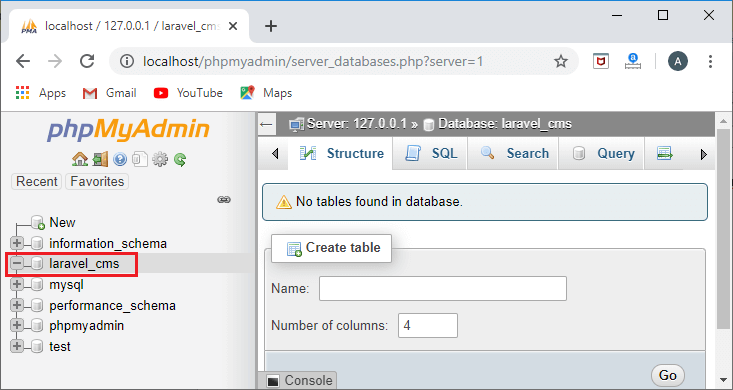 localhost / 127.0.0.1 / laravel_cms
localhost/phpmyadmin/server_databases.php?server=1
A
Apps Gmail YouTube Maps
phpMyAdmin
Recent Favorites
New
information_schema
laravel_cms
mysql
performance_schema
phpmyadmin
test
Server: 127.0.0.1 » Database: laravel_cms
Structure SQL Search Query
No tables found in database.
Create table
Name:
Number of columns: 4
Console
Go